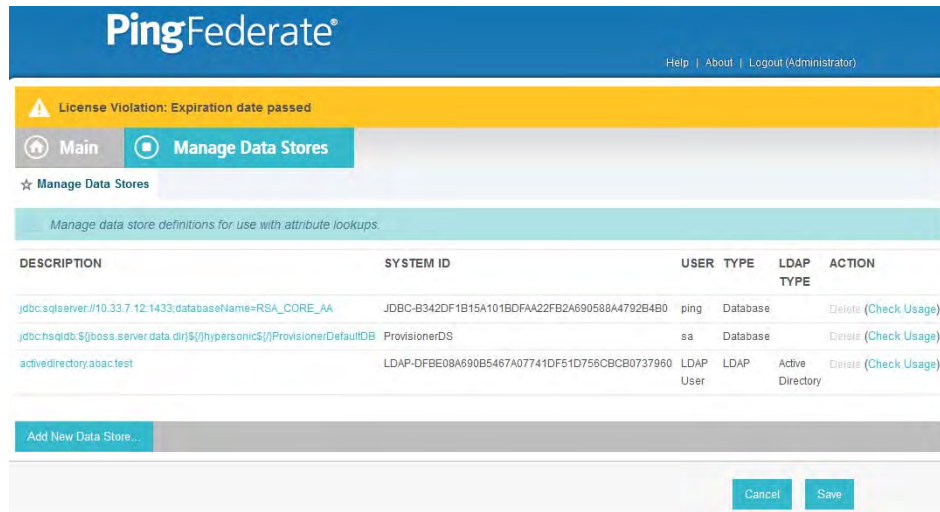 PingFederate®
Help | About | Logout (Administrator)
License Violation: Expiration date passed
Main
Manage Data Stores
Manage Data Stores
Manage data store definitions for use with attribute lookups.
DESCRIPTION SYSTEM ID USER TYPE LDAP TYPE ACTION
jdbc:sqlserver://10.33.7.12:1433;databaseName=RSA_CORE_AA JDBC-B342DF1B15A101BDFAA22FB2A690588A4792B4B0 ping Database Delete (Check Usage)
jdbc:hsqldb:${jboss.server.data.dir}${/}hypersonic${/}ProvisionerDefaultDB ProvisionerDS sa Database Delete (Check Usage)
activedirectory.abac.test LDAP-DFBE08A690B5467A07741DF51D756CBCB0737960 LDAP User LDAP Active Directory Delete (Check Usage)
Add New Data Store...
Cancel Save